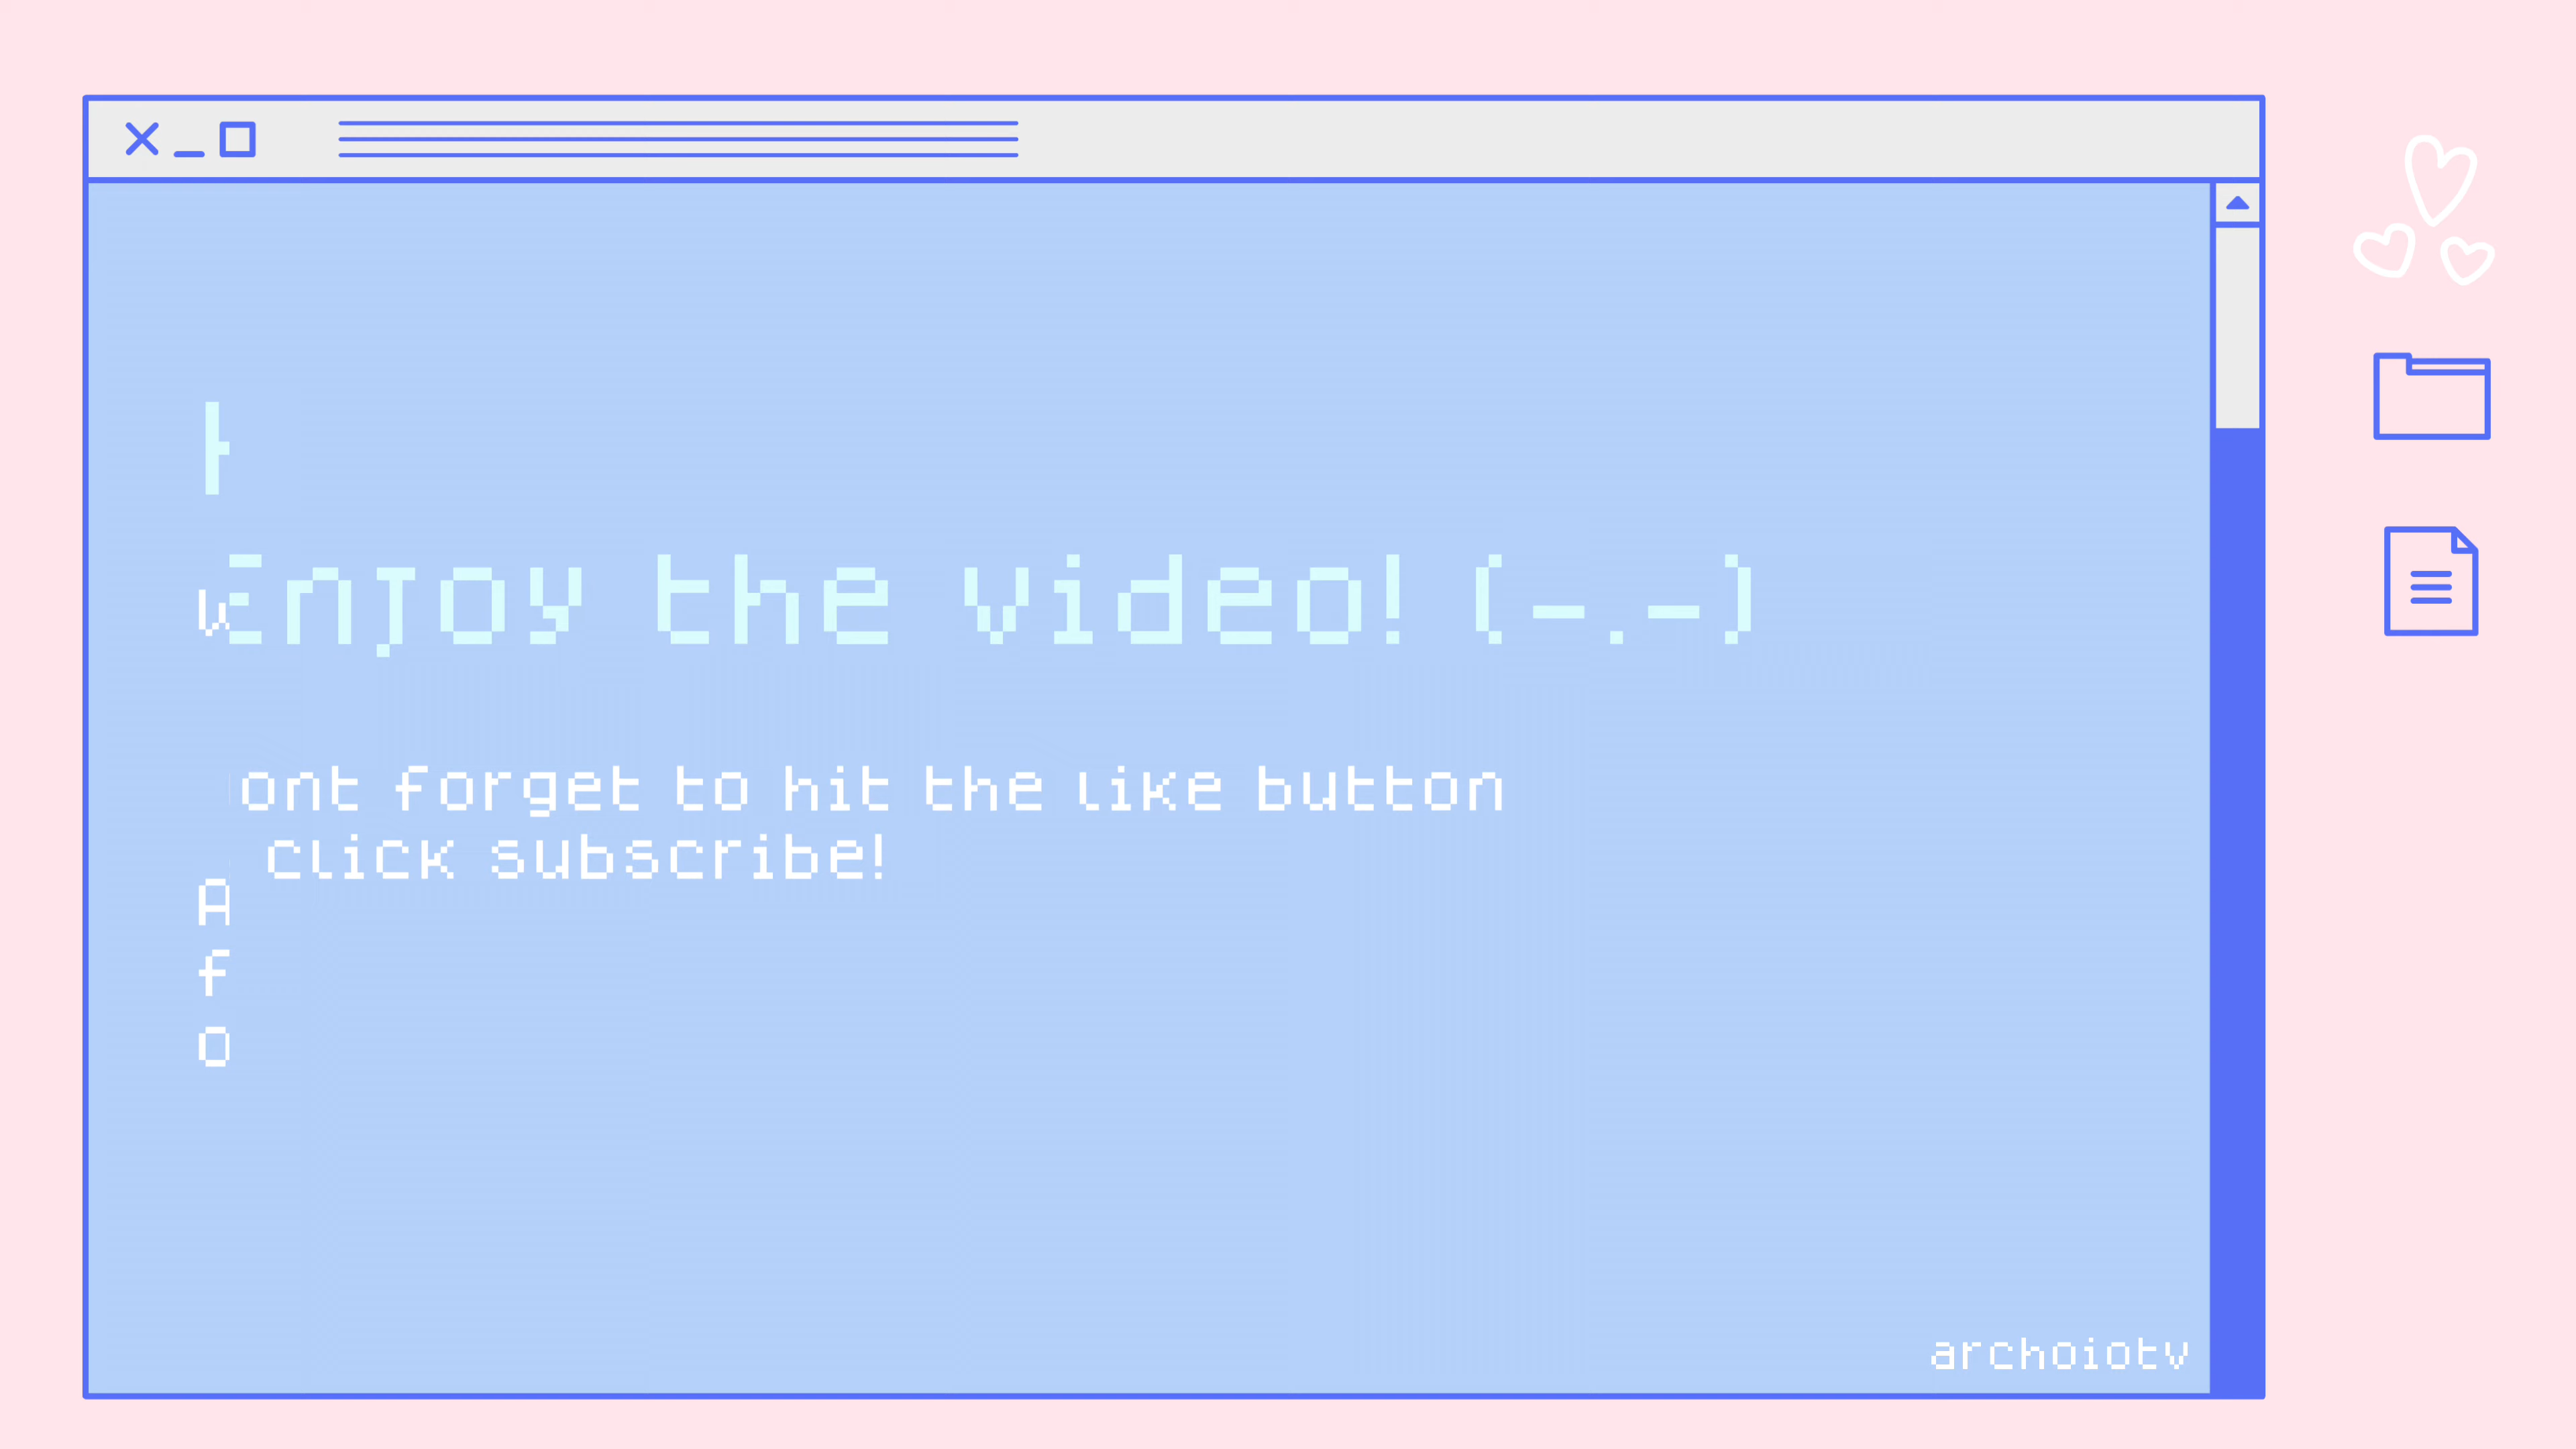 Enjoy the video! (-.-)
ont forget to hit the like button
click subscribe!
A
f
o
archoiotv